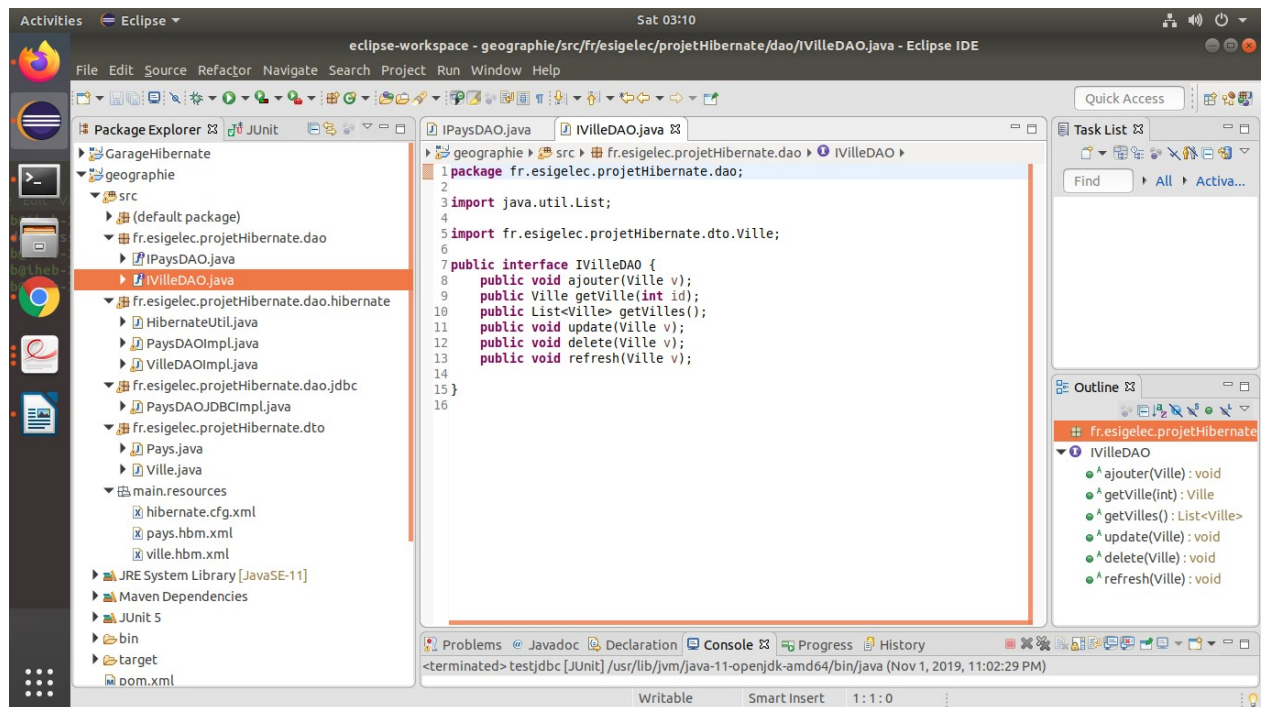 Activities Eclipse Sat 03:10
eclipse-workspace - geographie/src/fr/esigelec/projetHibernate/dao/IVilleDAO.java - Eclipse IDE
File Edit Source Refactor Navigate Search Project Run Window Help
Quick Access
Package Explorer JUnit
GarageHibernate
geographie
src
(default package)
fr.esigelec.projetHibernate.dao
IPaysDAO.java
IVilleDAO.java
fr.esigelec.projetHibernate.dao.hibernate
HibernateUtil.java
PaysDAOImpl.java
VilleDAOImpl.java
fr.esigelec.projetHibernate.dao.jdbc
PaysDAOJDBCImpl.java
fr.esigelec.projetHibernate.dto
Pays.java
Ville.java
main.resources
hibernate.cfg.xml
pays.hbm.xml
ville.hbm.xml
JRE System Library [JavaSE-11]
Maven Dependencies
JUnit 5
bin
target
pom.xml
IPaysDAO.java IVilleDAO.java
geographie src fr.esigelec.projetHibernate.dao IVilleDAO
1 package fr.esigelec.projetHibernate.dao;
2
3 import java.util.List;
4
5 import fr.esigelec.projetHibernate.dto.Ville;
6
7 public interface IVilleDAO {
8 public void ajouter(Ville v);
9 public Ville getVille(int id);
10 public List<Ville> getVilles();
11 public void update(Ville v);
12 public void delete(Ville v);
13 public void refresh(Ville v);
14
15 }
16
Task List
Find All Activa...
Outline
fr.esigelec.projetHibernate
IVilleDAO
ajouter(Ville) : void
getVille(int) : Ville
getVilles() : List<Ville>
update(Ville) : void
delete(Ville) : void
refresh(Ville) : void
Problems Javadoc Declaration Console Progress History
<terminated> testjdbc [JUnit] /usr/lib/jvm/java-11-openjdk-amd64/bin/java (Nov 1, 2019, 11:02:29 PM)
Writable Smart Insert 1:1:0